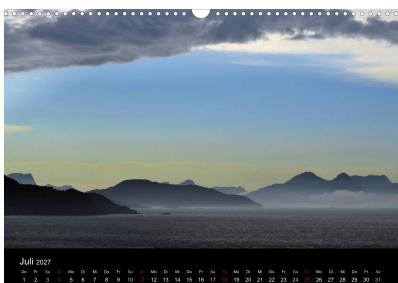 Juli 2027
Do Fr Sa So Mo Di Mi Do Fr Sa So Mo Di Mi Do Fr Sa So Mo Di Mi Do Fr Sa So Mo Di Mi Do Fr Sa
1 2 3 4 5 6 7 8 9 10 11 12 13 14 15 16 17 18 19 20 21 22 23 24 25 26 27 28 29 30 31